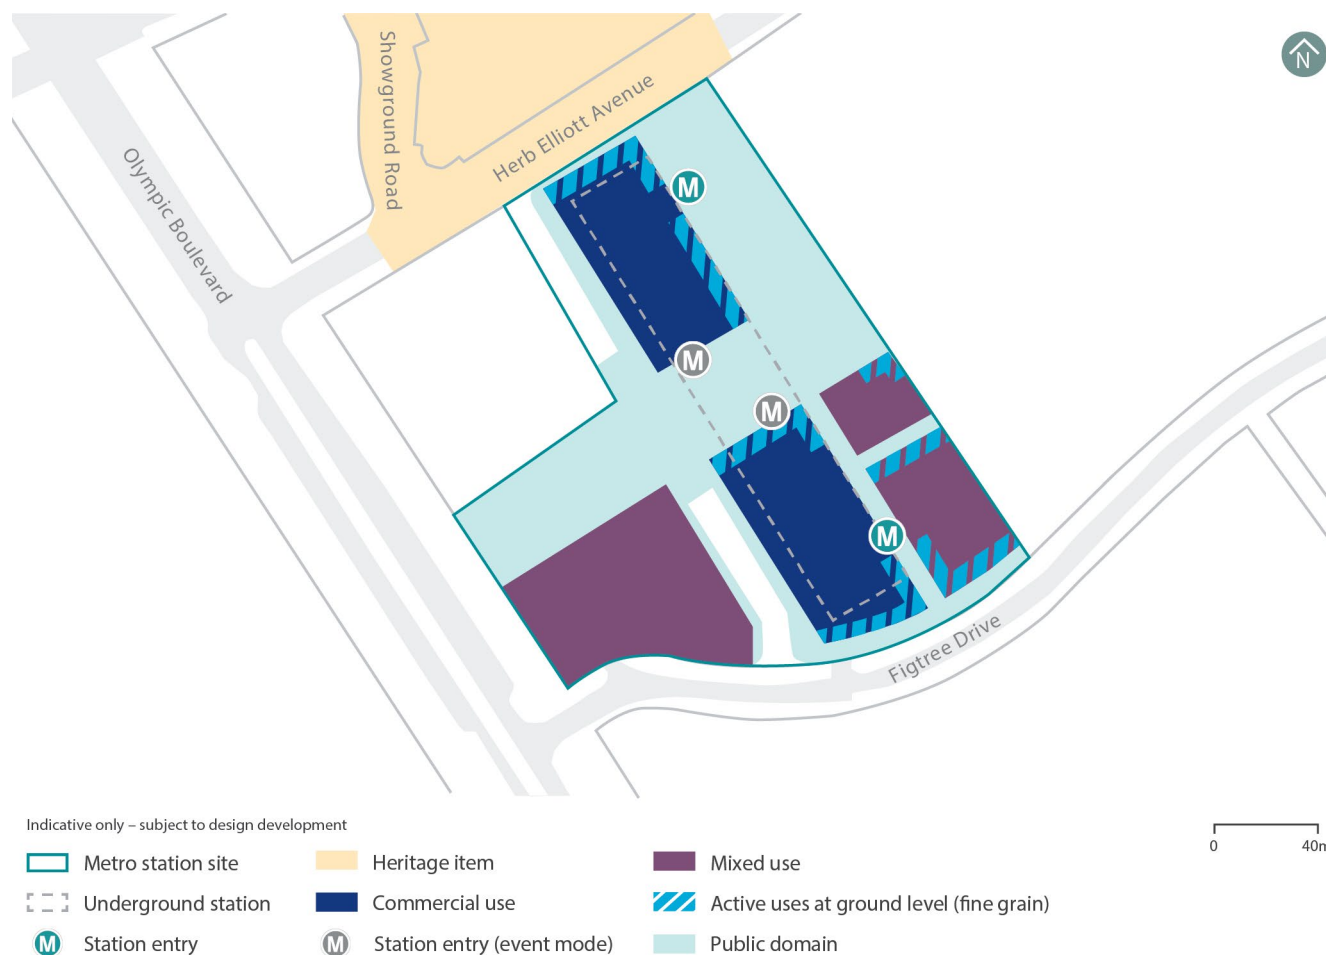 N
Showground Road
Herb Elliott Avenue
Olympic Boulevard
M
M
M
M
Figtree Drive
Indicative only – subject to design development
Metro station site
Heritage item
Mixed use
Underground station
Commercial use
Active uses at ground level (fine grain)
M Station entry
M Station entry (event mode)
Public domain
0 40m